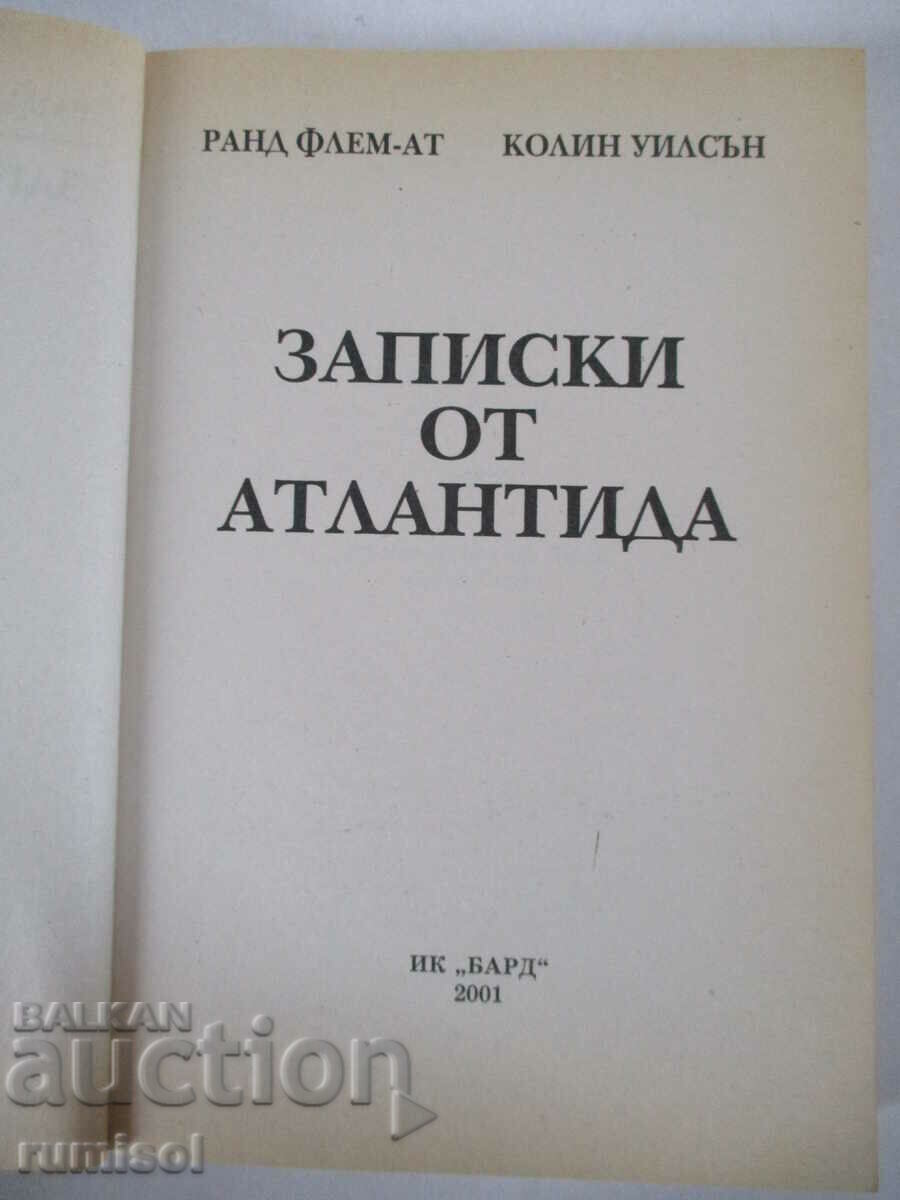 РАНД ФЛЕМ-АТ КОЛИН УИЛСЪН
ЗАПИСКИ
ОТ
АТЛАНТИДА
ИК „БАРД“
2001
BALKAN
auction
rumisol